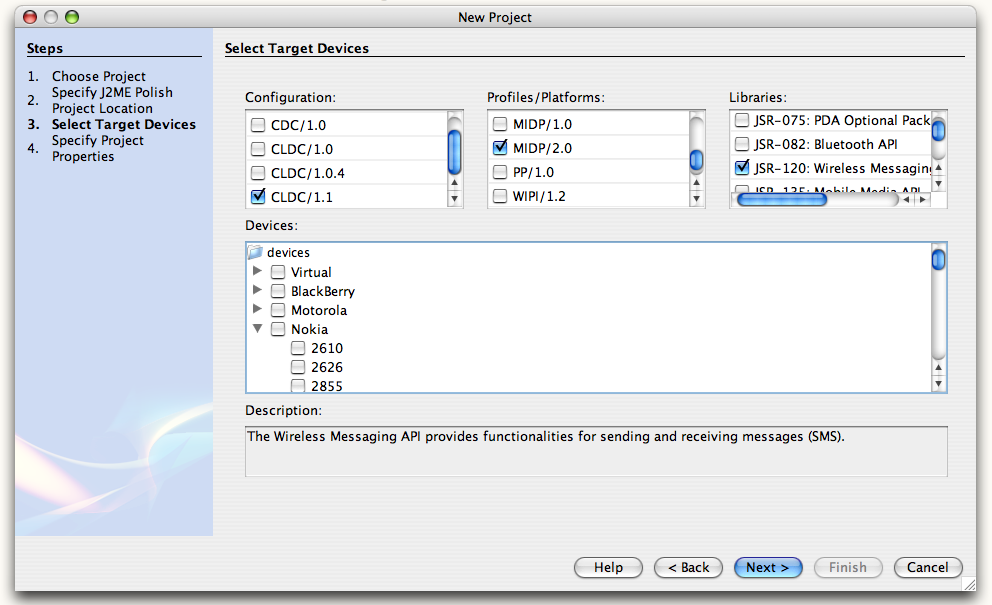 New Project
Steps
1. Choose Project
2. Specify J2ME Polish
Project Location
3. Select Target Devices
4. Specify Project
Properties
Select Target Devices
Configuration:
CDC/1.0
CLDC/1.0
CLDC/1.0.4
CLDC/1.1
Profiles/Platforms:
MIDP/1.0
MIDP/2.0
PP/1.0
WIPI/1.2
Libraries:
JSR-075: PDA Optional Pack
JSR-082: Bluetooth API
JSR-120: Wireless Messaging
JSR-135: Mobile Media API
Devices:
devices
Virtual
BlackBerry
Motorola
Nokia
2610
2626
2855
Description:
The Wireless Messaging API provides functionalities for sending and receiving messages (SMS).
Help
< Back
Next >
Finish
Cancel